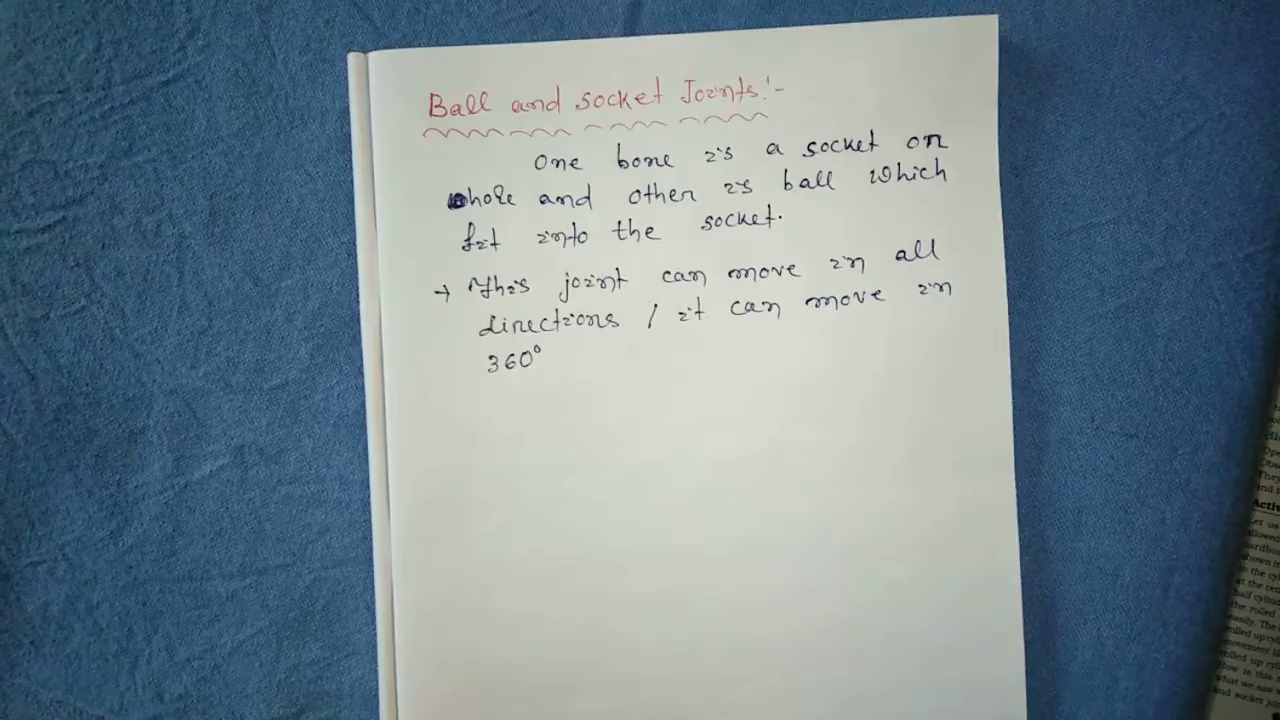 Ball and socket Joints:-
One bone is a socket or
hole and other is ball which
fit into the socket.
→ This joint can move in all
directions / it can move in
360°